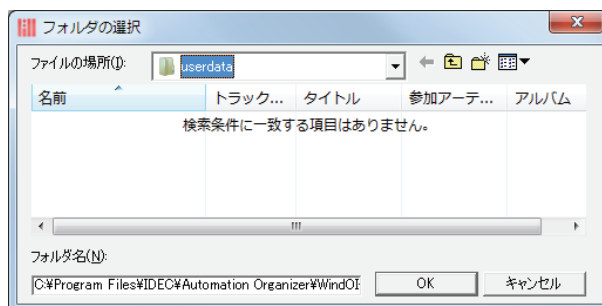 フォルダの選択
ファイルの場所(I): userdata
名前 トラック... タイトル 参加アーテ... アルバム
検索条件に一致する項目はありません。
フォルダ名(N):
C:¥Program Files¥IDEC¥Automation Organizer¥WindOI- OK キャンセル